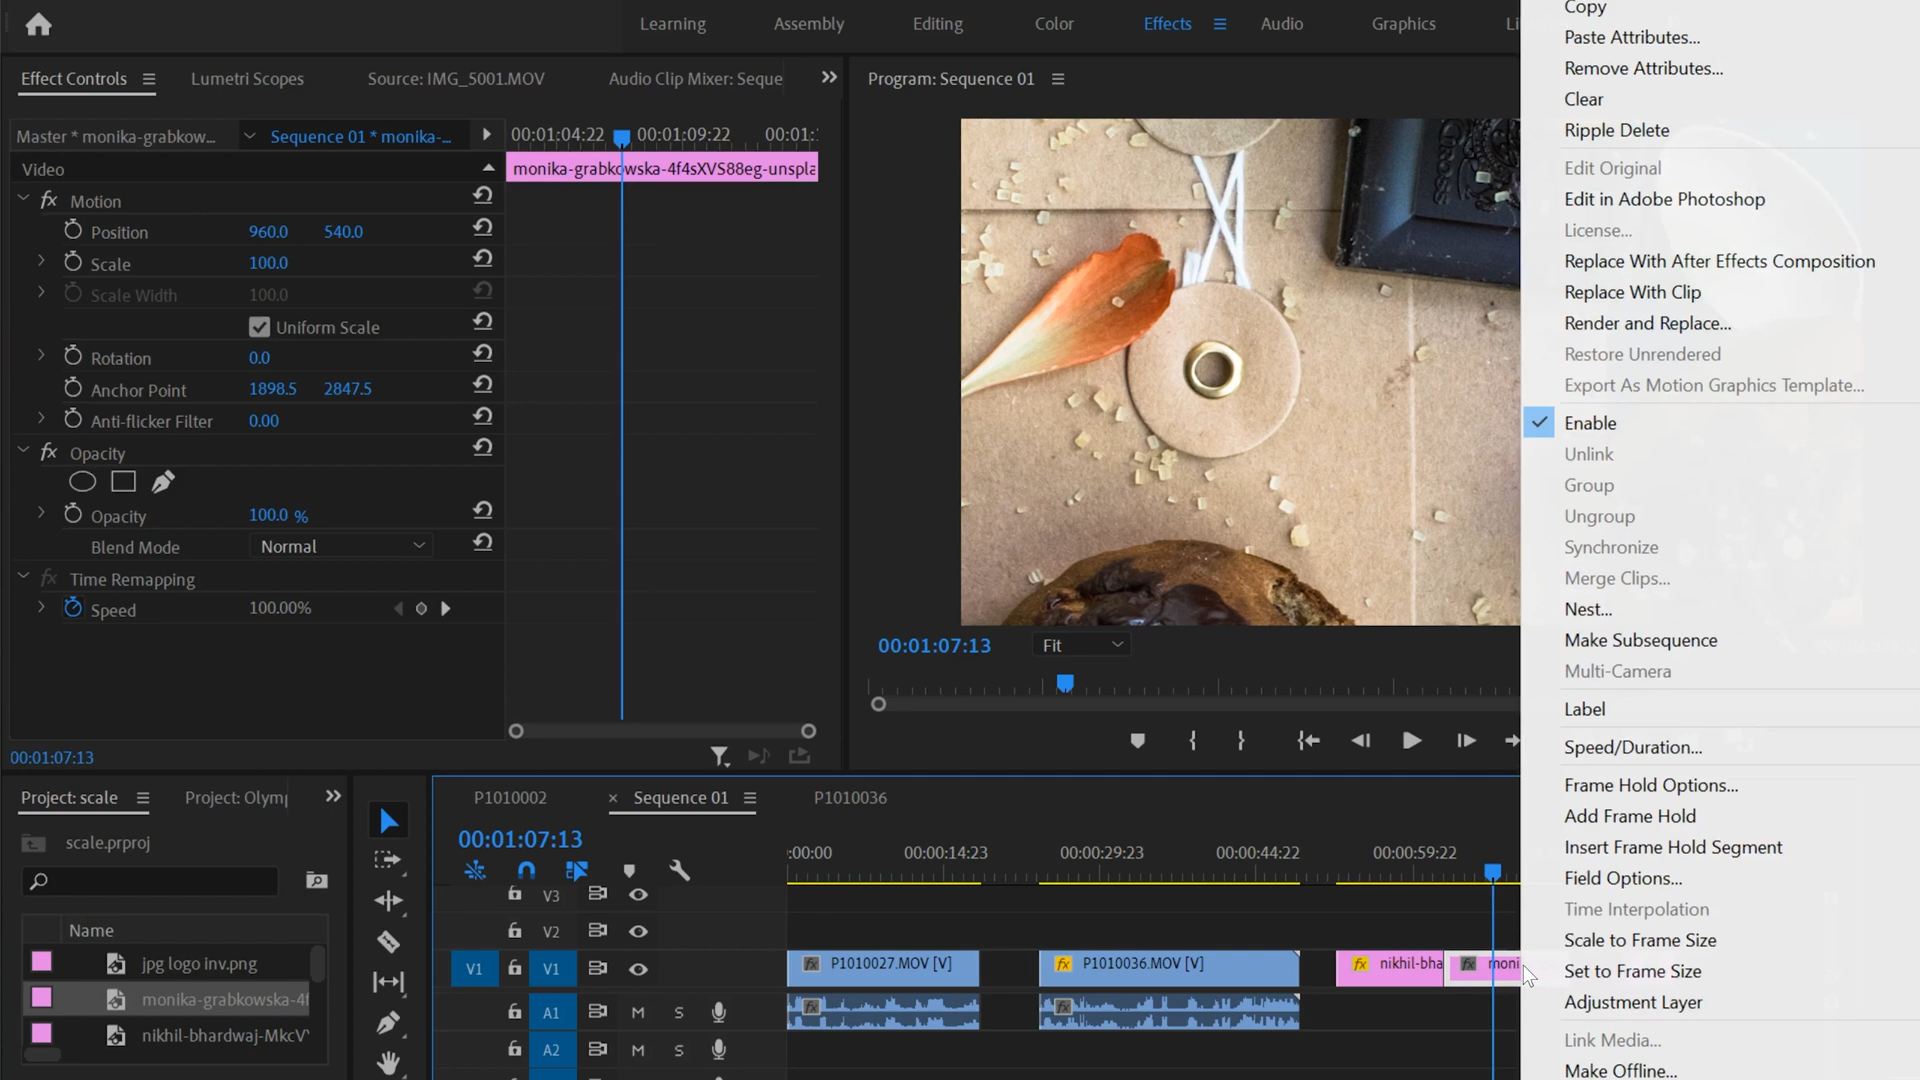 Learning
Assembly
Editing
Color
Effects
Audio
Graphics
Effect Controls
Lumetri Scopes
Source: IMG_5001.MOV
Audio Clip Mixer: Seque
Master * monika-grabkow...
Sequence 01 * monika-...
00:01:04:22
00:01:09:22
00:01:
Video
monika-grabkowska-4f4sXVS88eg-unspla
Motion
Position 960.0 540.0
Scale 100.0
Scale Width 100.0
Uniform Scale
Rotation 0.0
Anchor Point 1898.5 2847.5
Anti-flicker Filter 0.00
Opacity
Opacity 100.0 %
Blend Mode Normal
Time Remapping
Speed 100.00%
00:01:07:13
Program: Sequence 01
00:01:07:13
Fit
Copy
Paste Attributes...
Remove Attributes...
Clear
Ripple Delete
Edit Original
Edit in Adobe Photoshop
License...
Replace With After Effects Composition
Replace With Clip
Render and Replace...
Restore Unrendered
Export As Motion Graphics Template...
Enable
Unlink
Group
Ungroup
Synchronize
Merge Clips...
Nest...
Make Subsequence
Multi-Camera
Label
Speed/Duration...
Frame Hold Options...
Add Frame Hold
Insert Frame Hold Segment
Field Options...
Time Interpolation
Scale to Frame Size
Set to Frame Size
Adjustment Layer
Link Media...
Make Offline...
Project: scale
Project: Olym
scale.prproj
Name
jpg logo inv.png
monika-grabkowska-4f
nikhil-bhardwaj-MkcV
P1010002
× Sequence 01
P1010036
00:01:07:13
:00:00
00:00:14:23
00:00:29:23
00:00:44:22
00:00:59:22
V3
V2
V1 V1
P1010027.MOV [V]
P1010036.MOV [V]
nikhil-bha
moni
A1 M S
A2 M S